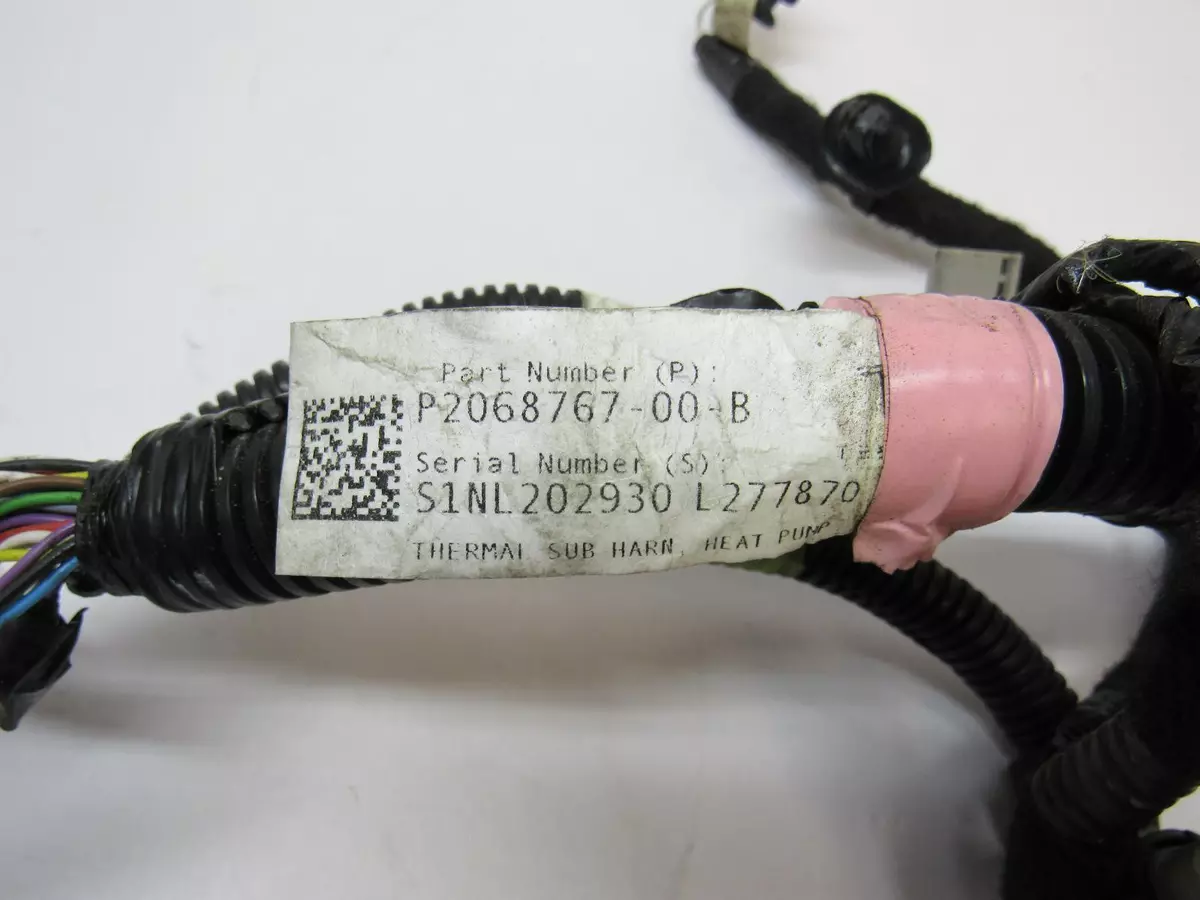 Part Number (P):
P2068767-00-B
Serial Number (S):
S1NL202930 L277870
THERMAL SUB HARN, HEAT PUMP